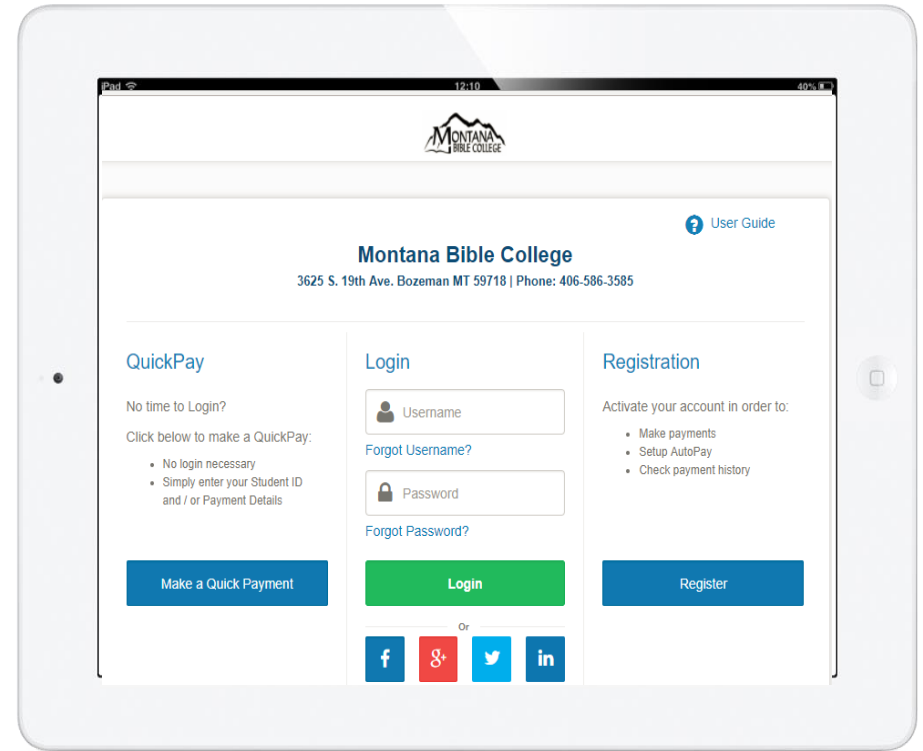 iPad 12:10 40%
MONTANA
BIBLE COLLEGE
User Guide
Montana Bible College
3625 S. 19th Ave. Bozeman MT 59718 | Phone: 406-586-3585
QuickPay
No time to Login?
Click below to make a QuickPay:
• No login necessary
• Simply enter your Student ID
and / or Payment Details
Make a Quick Payment
Login
Username
Forgot Username?
Password
Forgot Password?
Login
Or
f g+ in
Registration
Activate your account in order to:
• Make payments
• Setup AutoPay
• Check payment history
Register